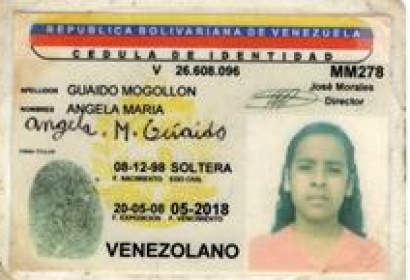 REPUBLICA BOLIVARIANA DE VENEZUELA
CEDULA DE IDENTIDAD
V 26.608.096 MM278
APELLIDOS GUAIDO MOGOLLON José Morales
Director
NOMBRES ANGELA MARIA
Angela. M. Guaido
FIRMA TITULAR
08-12-98 SOLTERA
F. NACIMIENTO EDO CIVIL
20-05-08 05-2018
F. EXPEDICION F. VENCIMIENTO
VENEZOLANO